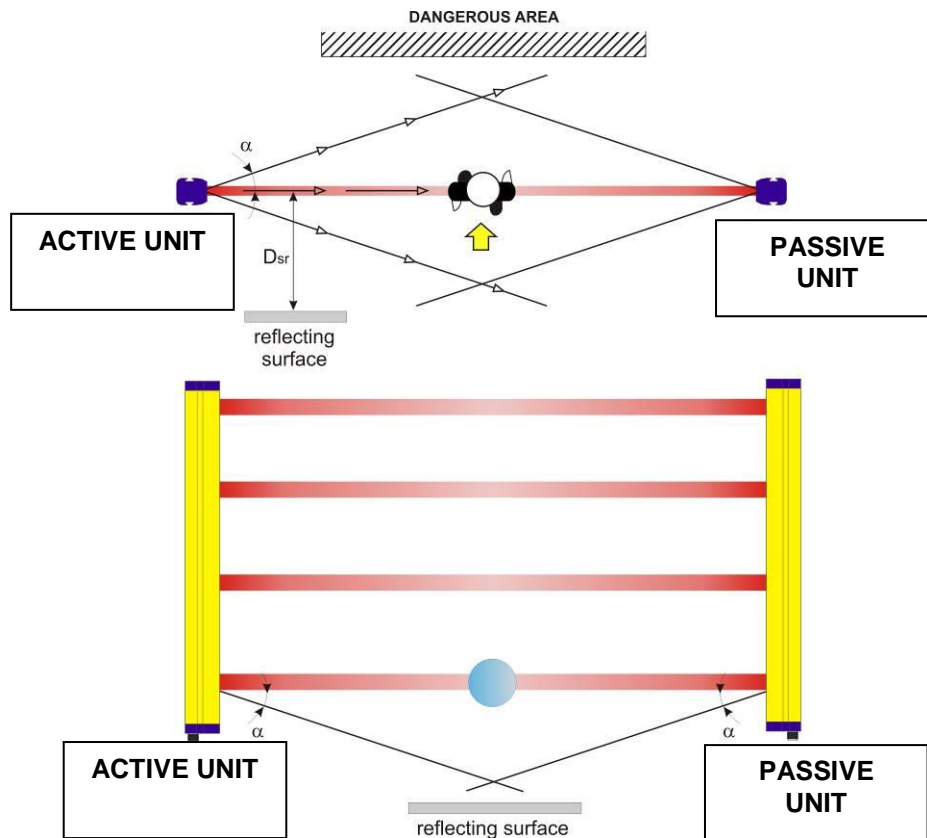 DANGEROUS AREA
α
ACTIVE UNIT
PASSIVE
UNIT
Dsr
reflecting
surface
α
α
ACTIVE UNIT
PASSIVE
UNIT
reflecting surface